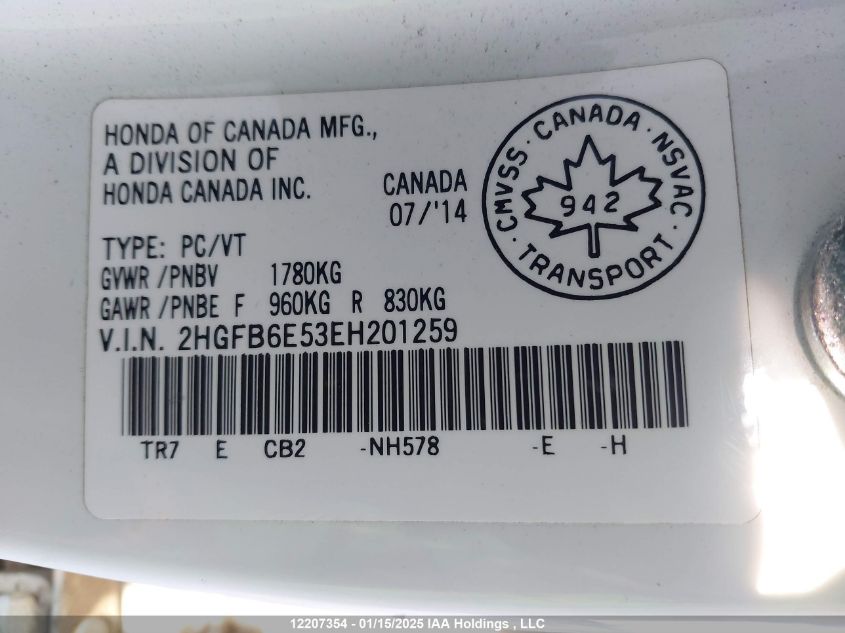 HONDA OF CANADA MFG.,
A DIVISION OF
HONDA CANADA INC.
CANADA
07/'14
CMVSS · CANADA · NSVAC
942
· TRANSPORT ·
TYPE: PC/VT
GVWR /PNBV 1780KG
GAWR /PNBE F 960KG R 830KG
V.I.N. 2HGFB6E53EH201259
TR7 E CB2 -NH578 -E -H
12207354 - 01/15/2025 IAA Holdings , LLC